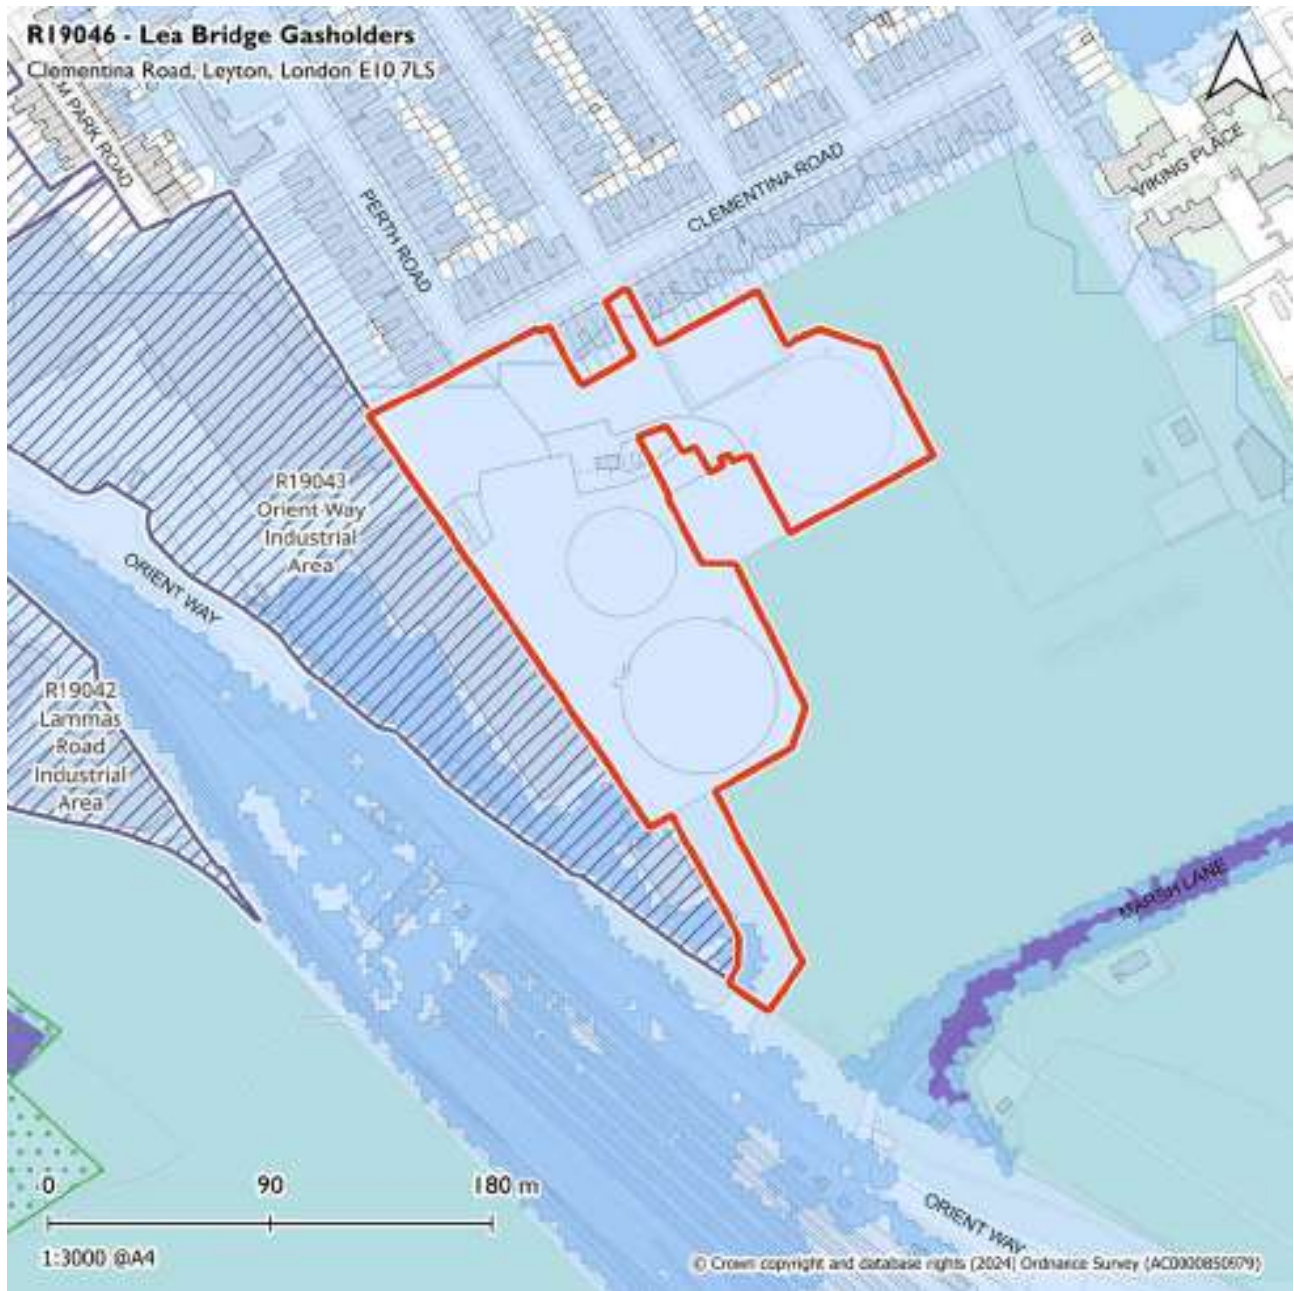 R19046 - Lea Bridge Gasholders
Clementina Road, Leyton, London E10 7LS
M PARK ROAD
PERTH ROAD
CLEMENTINA ROAD
VIKING PLACE
R19043
Orient Way
Industrial
Area
ORIENT WAY
R19042
Lammas
Road
Industrial
Area
MARSH LANE
ORIENT WAY
0 90 180 m
1:3000 @A4
© Crown copyright and database rights (2024) Ordnance Survey (AC0000850979)